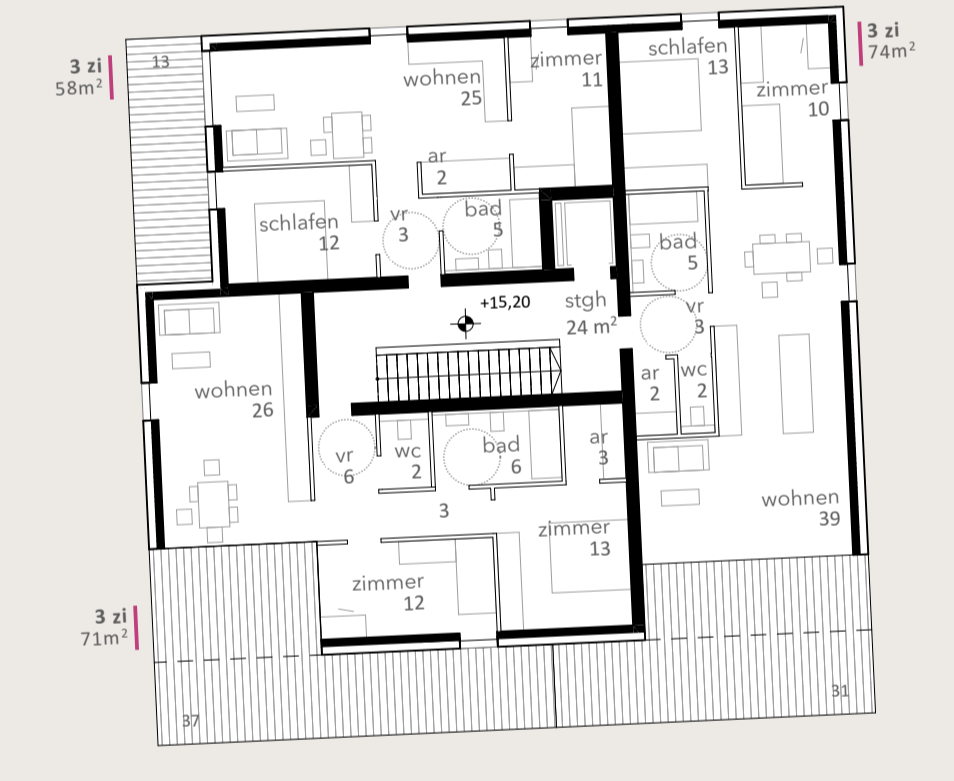 13
3 zi
58m²
wohnen
25
zimmer
11
schlafen
13
3 zi
74m²
zimmer
10
ar
2
schlafen
12
vr
3
bad
5
bad
5
+15,20
stgh
24 m²
vr
3
wohnen
26
ar
2
wc
2
vr
6
wc
2
bad
6
ar
3
3
zimmer
13
wohnen
39
zimmer
12
3 zi
71m²
37
31